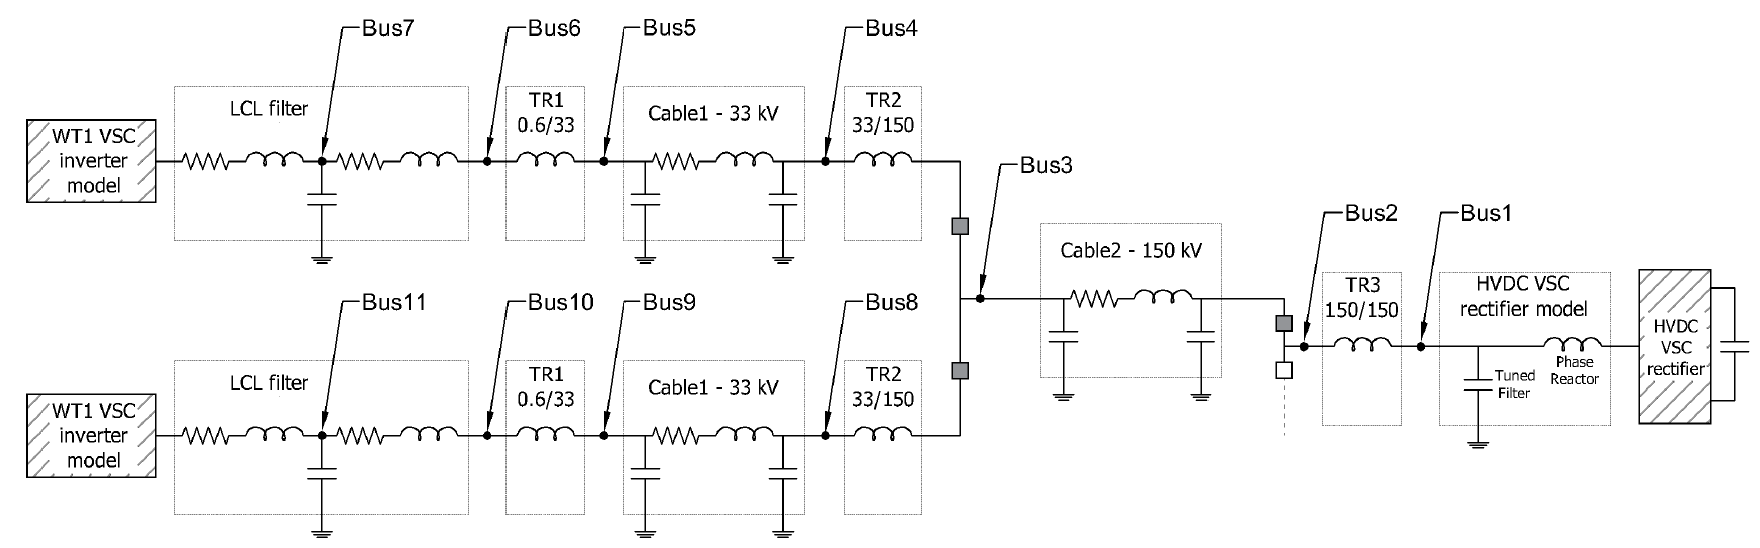 Bus7
Bus6
Bus5
Bus4
LCL filter
TR1
0.6/33
Cable1 - 33 kV
TR2
33/150
WT1 VSC
inverter
model
Bus3
Bus2
Bus1
Cable2 - 150 kV
TR3
150/150
HVDC VSC
rectifier model
HVDC
VSC
rectifier
Phase
Reactor
Tuned
Filter
Bus11
Bus10
Bus9
Bus8
LCL filter
TR1
0.6/33
Cable1 - 33 kV
TR2
33/150
WT1 VSC
inverter
model